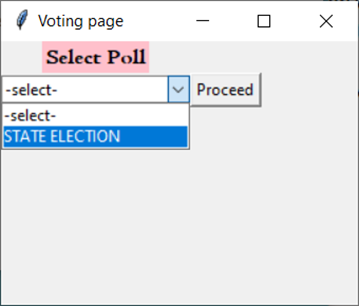 Voting page
Select Poll
-select- Proceed
-select-
STATE ELECTION